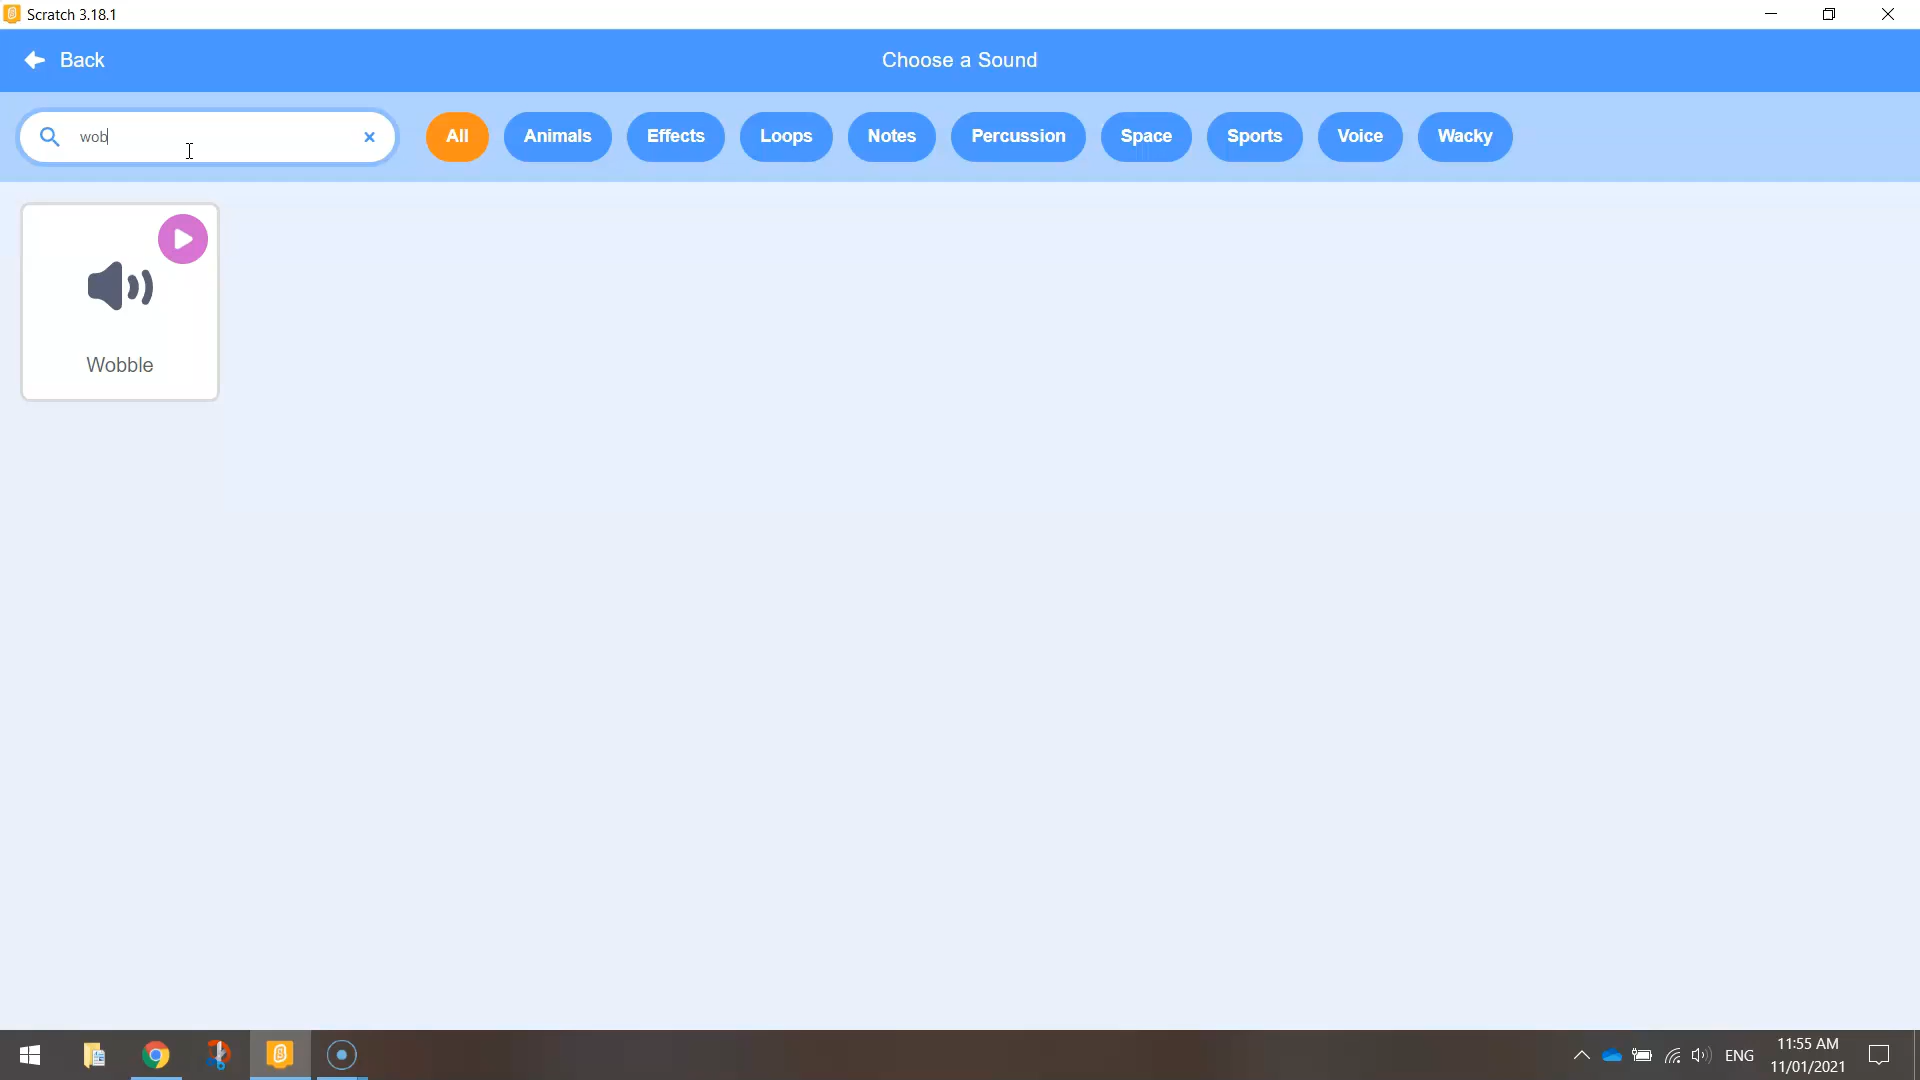 Scratch 3.18.1
Back
Choose a Sound
wob
All
Animals
Effects
Loops
Notes
Percussion
Space
Sports
Voice
Wacky
Wobble
ENG
11:55 AM
11/01/2021